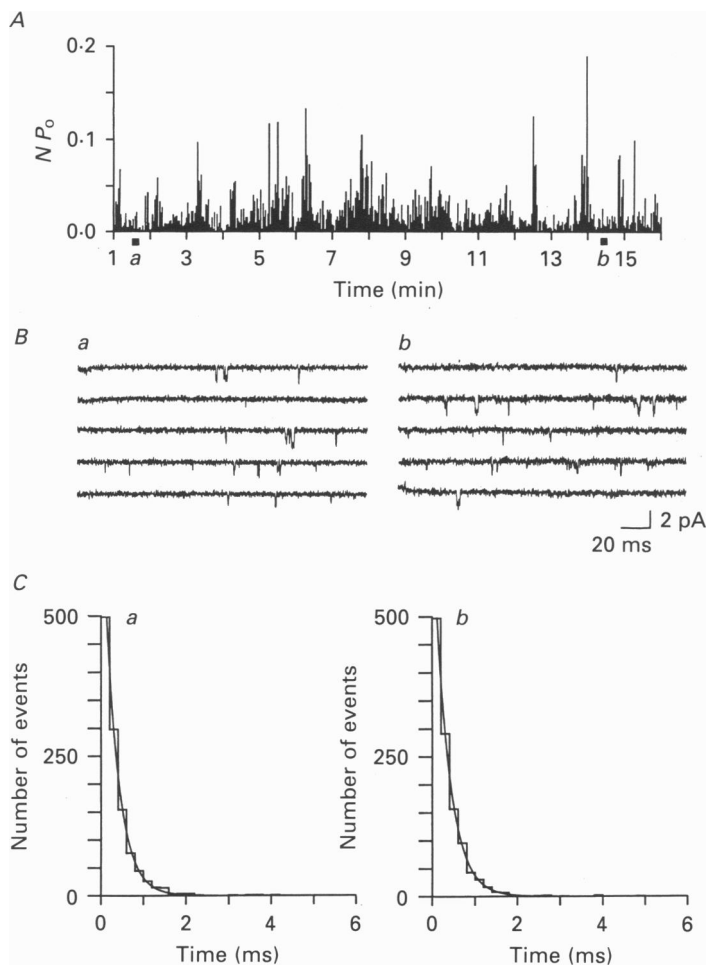 A
0·2
0·1
0·0
N Po
1 a 3 5 7 9 11 13 b 15
Time (min)
B
a
b
2 pA
20 ms
C
500
250
0
Number of events
a
0 2 4 6
Time (ms)
500
250
0
Number of events
b
0 2 4 6
Time (ms)